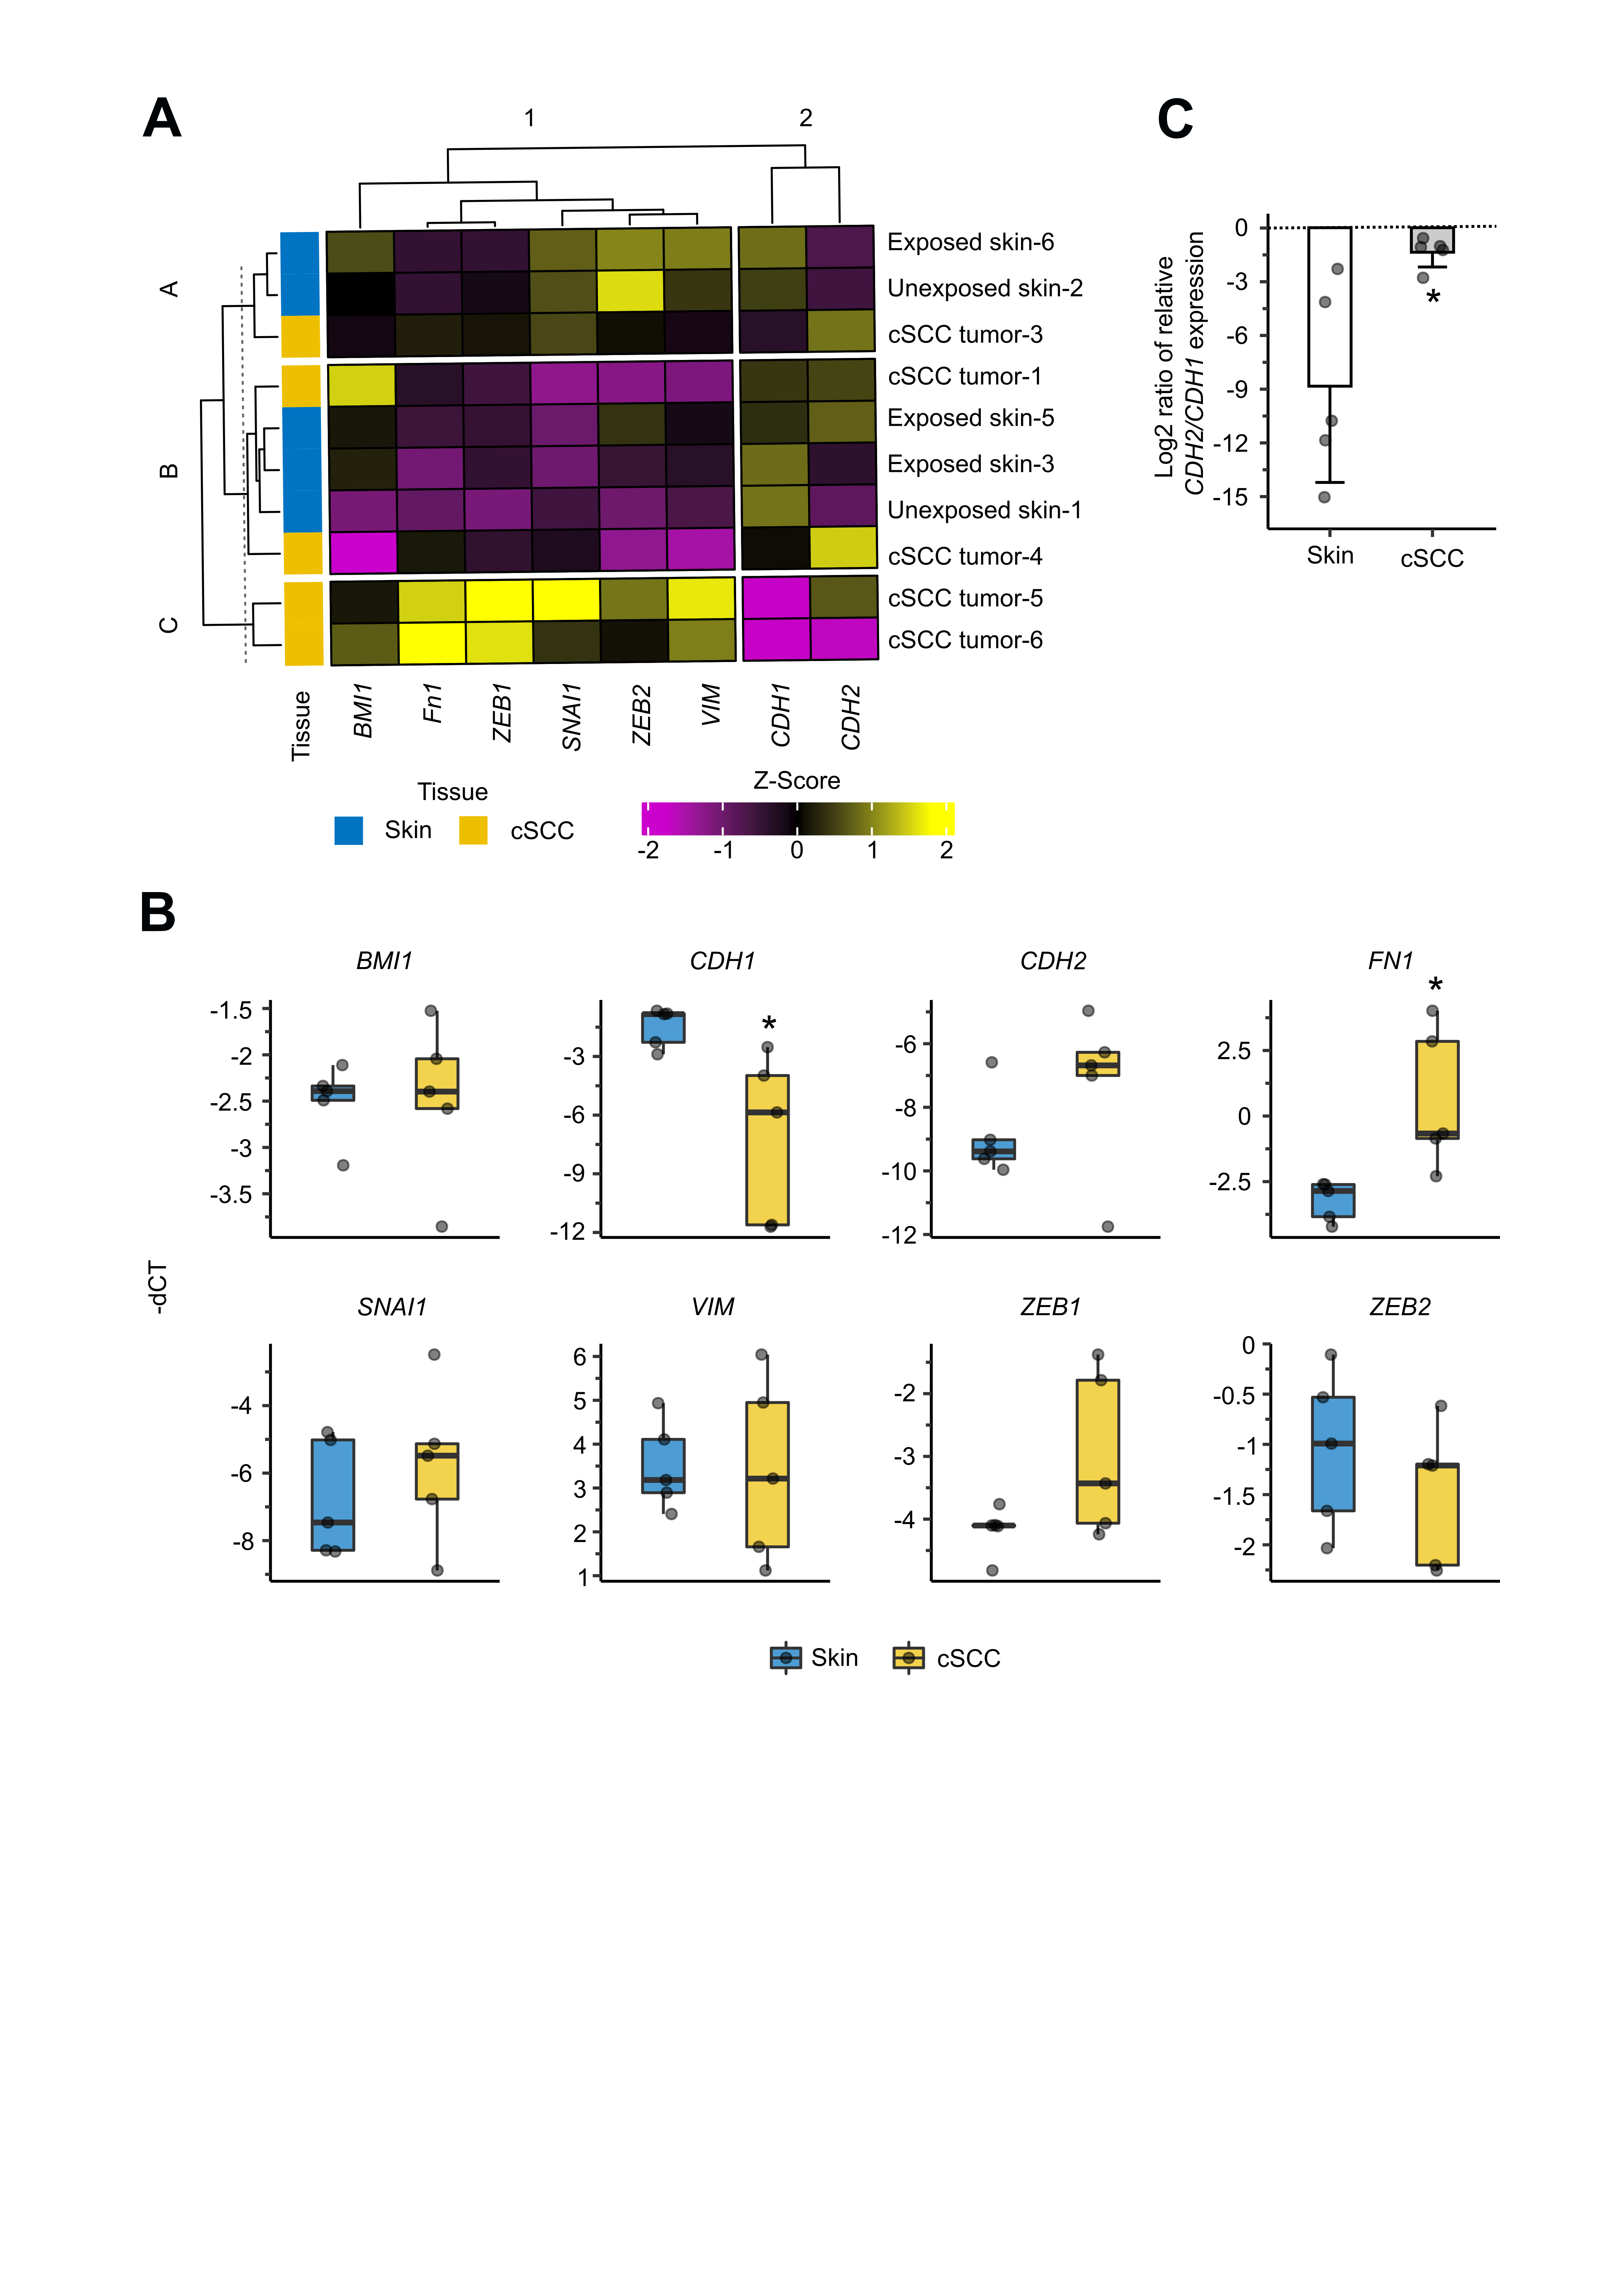 A
1
2
A
B
C
Exposed skin-6
Unexposed skin-2
cSCC tumor-3
cSCC tumor-1
Exposed skin-5
Exposed skin-3
Unexposed skin-1
cSCC tumor-4
cSCC tumor-5
cSCC tumor-6
Tissue
BMI1
Fn1
ZEB1
SNAI1
ZEB2
VIM
CDH1
CDH2
Tissue
Skin
cSCC
Z-Score
-2
-1
0
1
2
C
Log2 ratio of relative
CDH2/CDH1 expression
0
-3
-6
-9
-12
-15
*
Skin
cSCC
B
-dCT
BMI1
-1.5
-2
-2.5
-3
-3.5
CDH1
-3
-6
-9
-12
*
CDH2
-6
-8
-10
-12
FN1
2.5
0
-2.5
*
SNAI1
-4
-6
-8
VIM
6
5
4
3
2
1
ZEB1
-2
-3
-4
ZEB2
0
-0.5
-1
-1.5
-2
Skin
cSCC